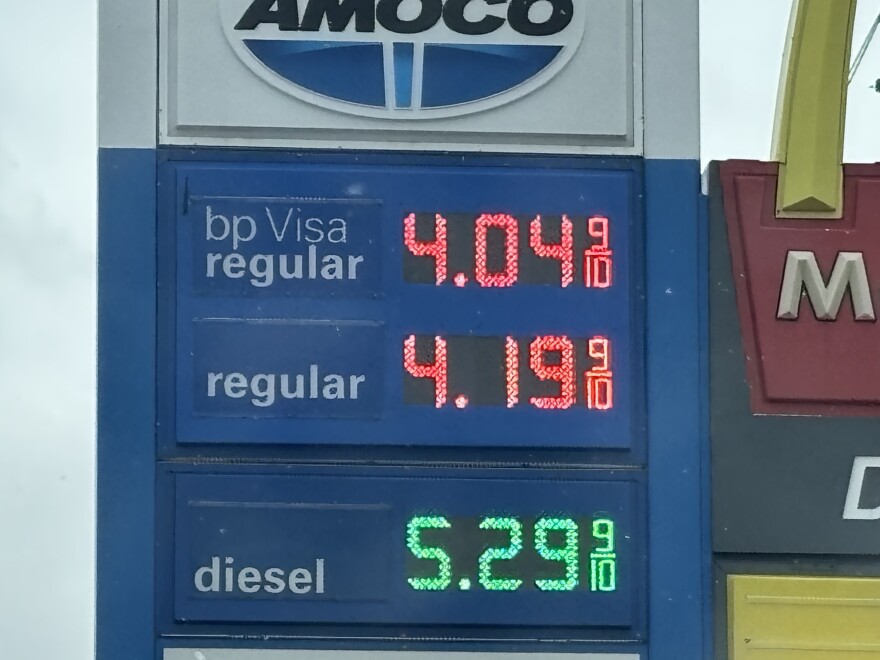 AMOCO
bp Visa
regular 4.04 9/10
regular 4.19 9/10
diesel 5.29 9/10
M
D